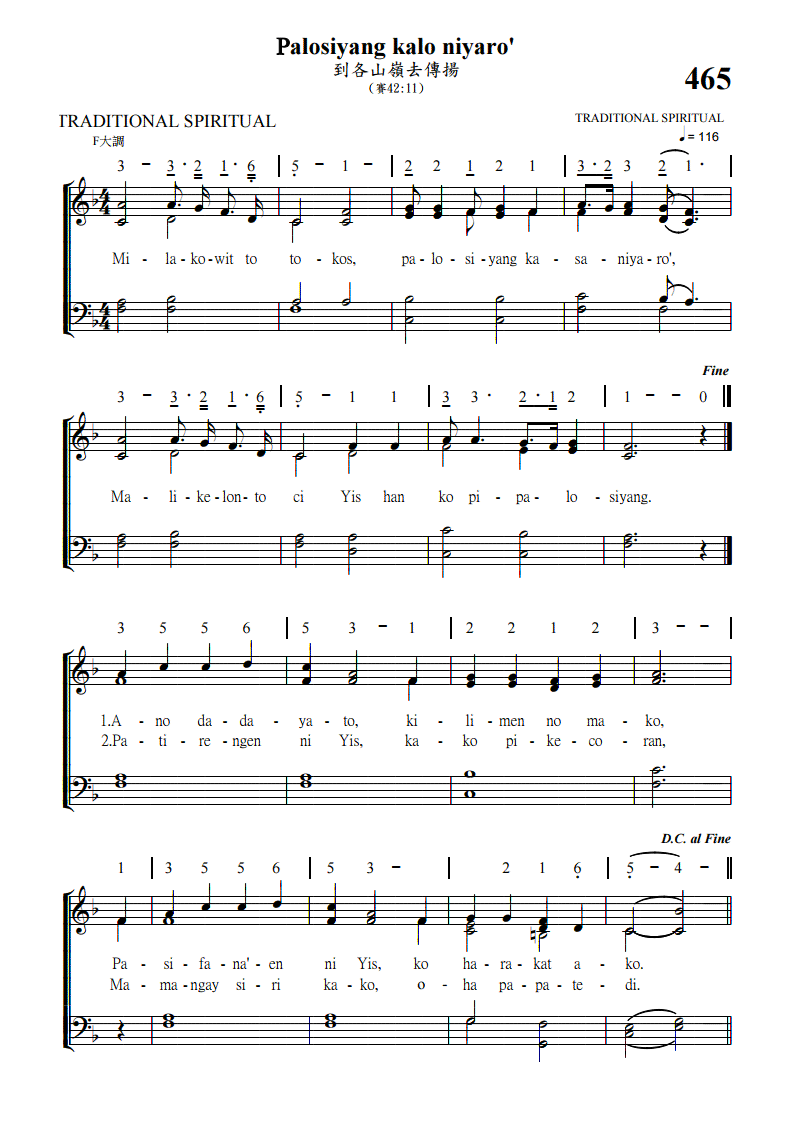 Palosiyang kalo niyaro'
到各山嶺去傳揚
(賽42:11)
465
TRADITIONAL SPIRITUAL
TRADITIONAL SPIRITUAL
F大調
♩= 116
3 - 3 · 2 1 · 6 | 5 - 1 - | 2 2 1 2 1 | 3 · 2 3 2 1 · |
Mi - la - ko-wit to to - kos, pa - lo - si - yang ka - sa - niya-ro',
Fine
3 - 3 · 2 1 · 6 | 5 - 1 1 | 3 3 · 2 · 1 2 | 1 - - 0 ||
Ma - li - ke-lon-to ci Yis han ko pi - pa - lo - siyang.
3 5 5 6 | 5 3 - 1 | 2 2 1 2 | 3 - - |
1.A - no da-da - ya - to, ki - li - men no ma - ko,
2.Pa - ti - re - ngen ni Yis, ka - ko pi - ke - co - ran,
D.C. al Fine
1 | 3 5 5 6 | 5 3 - | 2 1 6 | 5 - 4 - ||
Pa - si - fa - na' - en ni Yis, ko ha - ra - kat a - ko.
Ma - ma - ngay si - ri ka - ko, o - ha pa - pa - te - di.